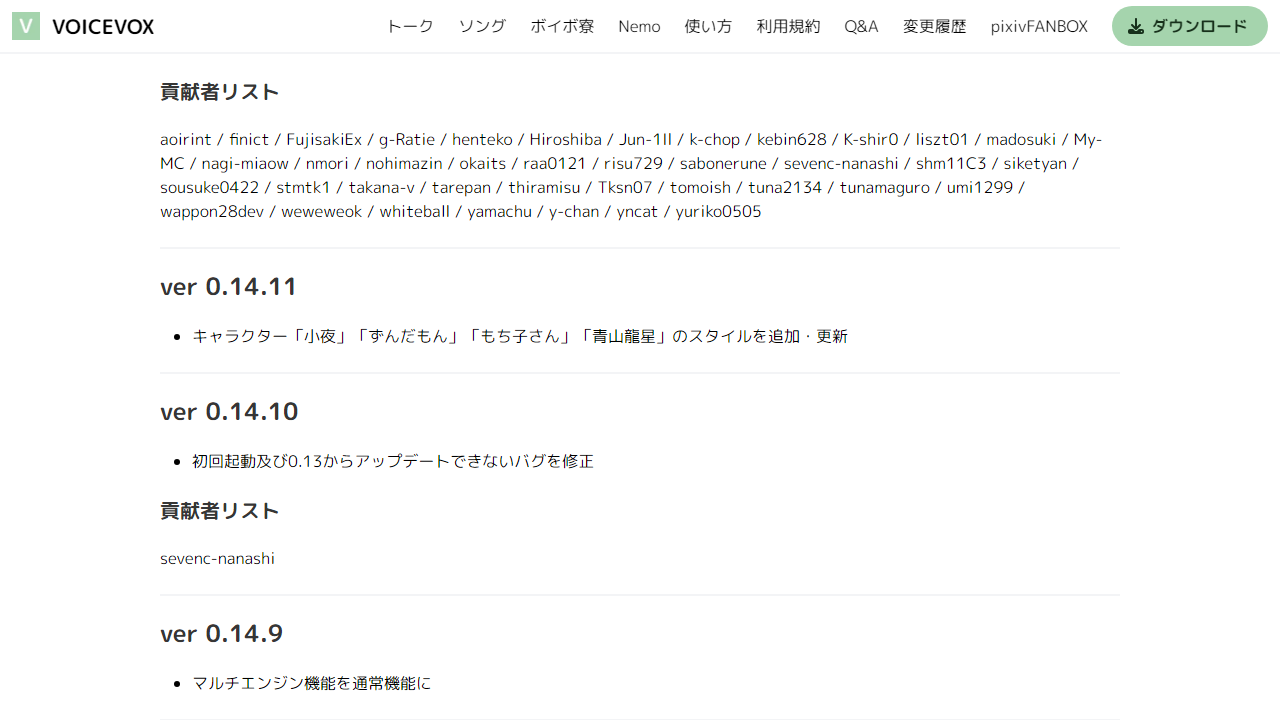 VOICEVOX
トーク ソング ボイボ寮 Nemo 使い方 利用規約 Q&A 変更履歴 pixivFANBOX ダウンロード
貢献者リスト
aoirint / finict / FujisakiEx / g-Ratie / henteko / Hiroshiba / Jun-1ll / k-chop / kebin628 / K-shir0 / liszt01 / madosuki / My-
MC / nagi-miaow / nmori / nohimazin / okaits / raa0121 / risu729 / sabonerune / sevenc-nanashi / shm11C3 / siketyan /
sousuke0422 / stmtk1 / takana-v / tarepan / thiramisu / Tksn07 / tomoish / tuna2134 / tunamaguro / umi1299 /
wappon28dev / weweweok / whiteball / yamachu / y-chan / yncat / yuriko0505
ver 0.14.11
キャラクター「小夜」「ずんだもん」「もち子さん」「青山龍星」のスタイルを追加・更新
ver 0.14.10
初回起動及び0.13からアップデートできないバグを修正
貢献者リスト
sevenc-nanashi
ver 0.14.9
マルチエンジン機能を通常機能に